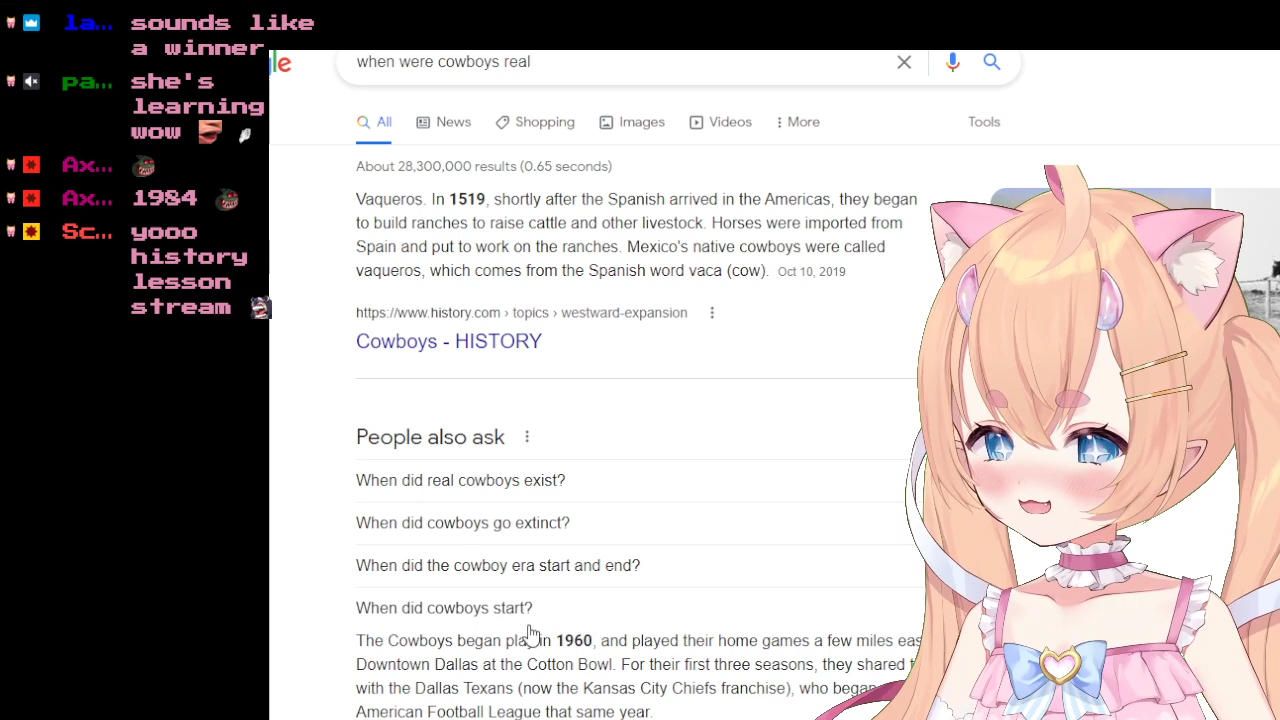 la... sounds like
a winner
pa... she's
learning
wow
Ax...
Ax... 1984
Sc... yooo
history
lesson
stream
le
when were cowboys real
All News Shopping Images Videos More Tools
About 28,300,000 results (0.65 seconds)
Vaqueros. In 1519, shortly after the Spanish arrived in the Americas, they began
to build ranches to raise cattle and other livestock. Horses were imported from
Spain and put to work on the ranches. Mexico's native cowboys were called
vaqueros, which comes from the Spanish word vaca (cow). Oct 10, 2019
https://www.history.com › topics › westward-expansion
Cowboys - HISTORY
People also ask
When did real cowboys exist?
When did cowboys go extinct?
When did the cowboy era start and end?
When did cowboys start?
The Cowboys began play in 1960, and played their home games a few miles eas
Downtown Dallas at the Cotton Bowl. For their first three seasons, they shared
with the Dallas Texans (now the Kansas City Chiefs franchise), who began
American Football League that same year.